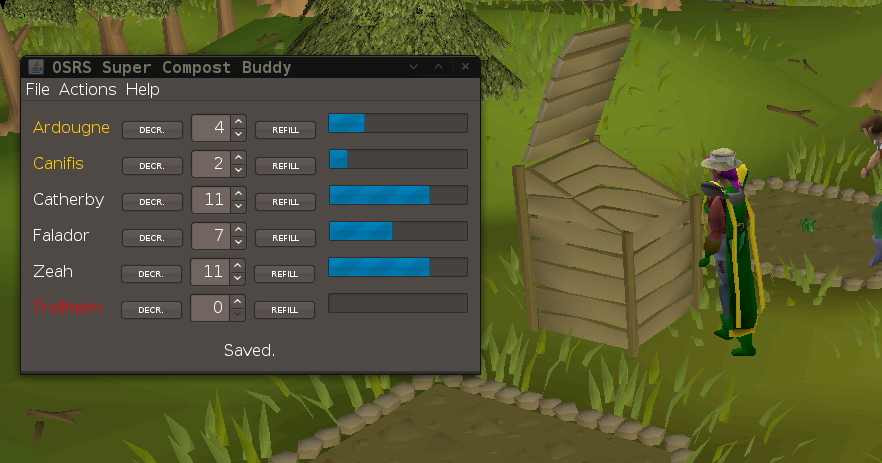 OSRS Super Compost Buddy
File Actions Help
Ardougne DECR. 4 REFILL
Canifis DECR. 2 REFILL
Catherby DECR. 11 REFILL
Falador DECR. 7 REFILL
Zeah DECR. 11 REFILL
DECR. 0 REFILL
Saved.